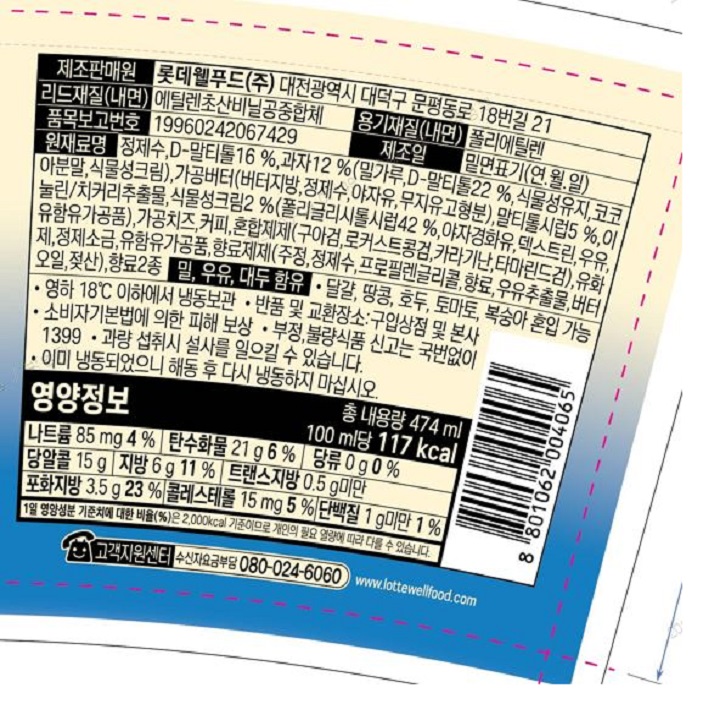 제조판매원 롯데웰푸드(주) 대전광역시 대덕구 문평동로 18번길 21
리드재질(내면) 에틸렌초산비닐공중합체 용기재질(내면) 폴리에틸렌
품목보고번호 19960242067429 제조일 밑면표기(연.월.일)
원재료명 정제수,D-말티톨16 %,과자12 %(밀가루,D-말티톨22 %, 식물성유지,코코
아분말,식물성크림),가공버터(버터지방,정제수,야자유,무지유고형분),말티톨시럽5 %,이
눌린/치커리추출물,식물성크림2 %(폴리글리시톨시럽42 %,야자경화유,덱스트린,우유,
유함유가공품),가공치즈,커피,혼합제제(구아검,로커스트콩검,카라기난,타마린드검),유화
제,정제소금,유함유가공품,향료제제(주정,정제수,프로필렌글리콜,향료,우유추출물,버터
오일,젖산),향료2종 밀, 우유, 대두 함유 • 달걀, 땅콩, 호두, 토마토, 복숭아 혼입 가능
• 영하 18℃ 이하에서 냉동보관 • 반품 및 교환장소:구입상점 및 본사
• 소비자기본법에 의한 피해 보상 • 부정,불량식품 신고는 국번없이
1399 • 과량 섭취시 설사를 일으킬 수 있습니다.
• 이미 냉동되었으니 해동 후 다시 냉동하지 마십시오.
영양정보 총 내용량 474 ml
100 ml당 117 kcal
나트륨 85 mg 4 % 탄수화물 21 g 6 % 당류 0 g 0 %
당알콜 15 g 지방 6 g 11 % 트랜스지방 0.5 g미만
포화지방 3.5 g 23 % 콜레스테롤 15 mg 5 % 단백질 1 g미만 1 %
1일 영양성분 기준치에 대한 비율(%)은 2,000kcal 기준이므로 개인의 필요 열량에 따라 다를 수 있습니다.
8 801062 004065
고객지원센터 수신자요금부담 080-024-6060 www.lottewellfood.com